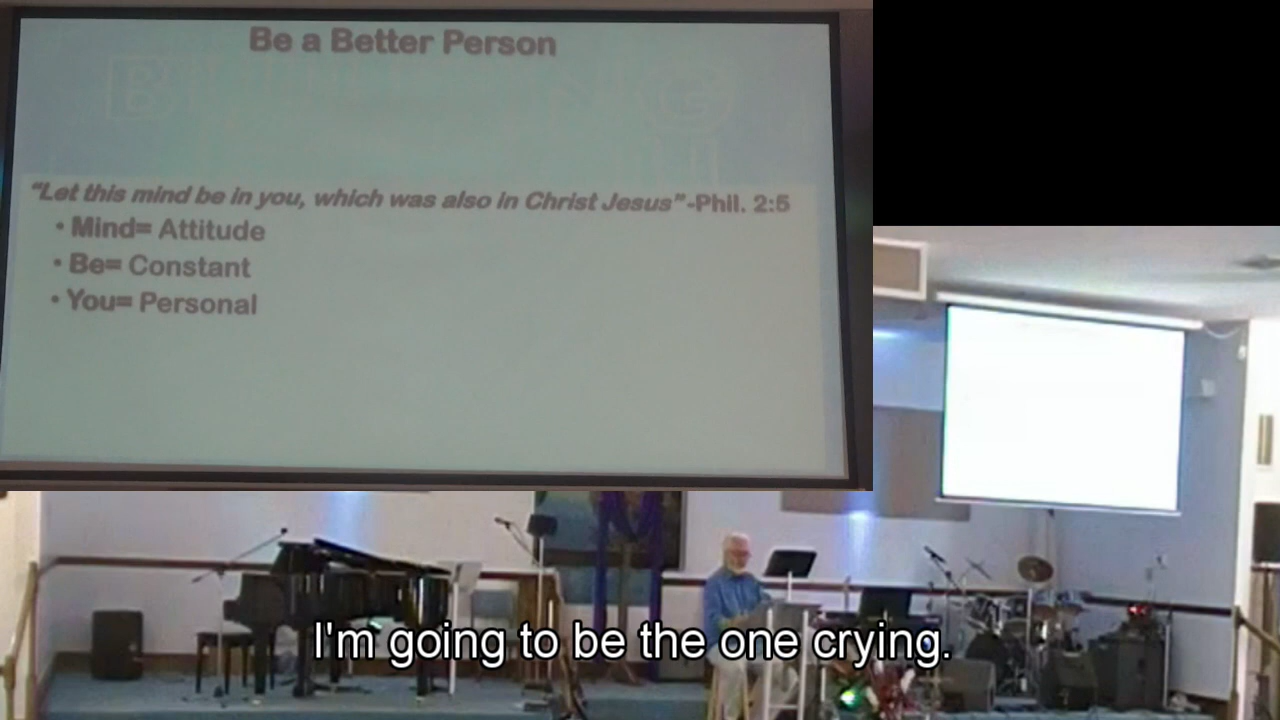 Be a Better Person
"Let this mind be in you, which was also in Christ Jesus" -Phil. 2:5
• Mind= Attitude
• Be= Constant
• You= Personal
I'm going to be the one crying.